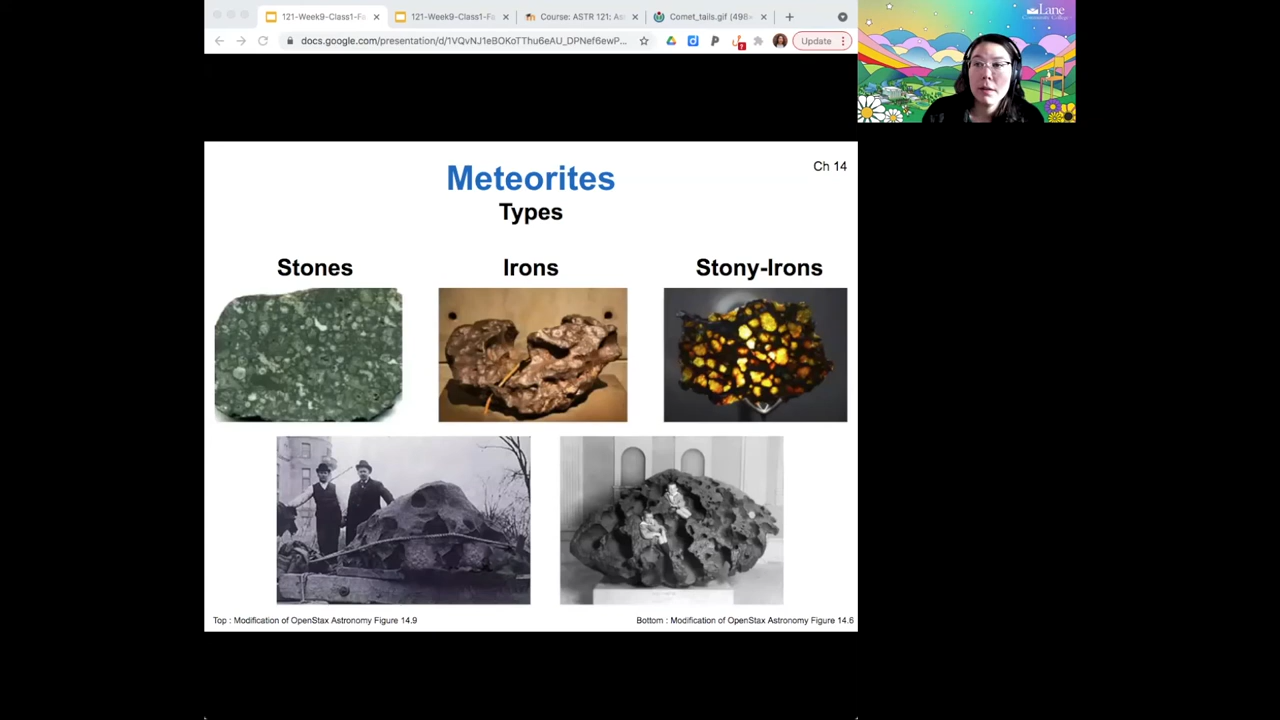 121-Week9-Class1-Fa
121-Week9-Class1-Fa
Course: ASTR 121: As
Comet_tails.gif (498×
docs.google.com/presentation/d/1VQvNJ1eBOKoTThu6eAU_DPNef6ewP...
Update
Lane
Community College
Ch 14
Meteorites
Types
Stones
Irons
Stony-Irons
Top : Modification of OpenStax Astronomy Figure 14.9
Bottom : Modification of OpenStax Astronomy Figure 14.6